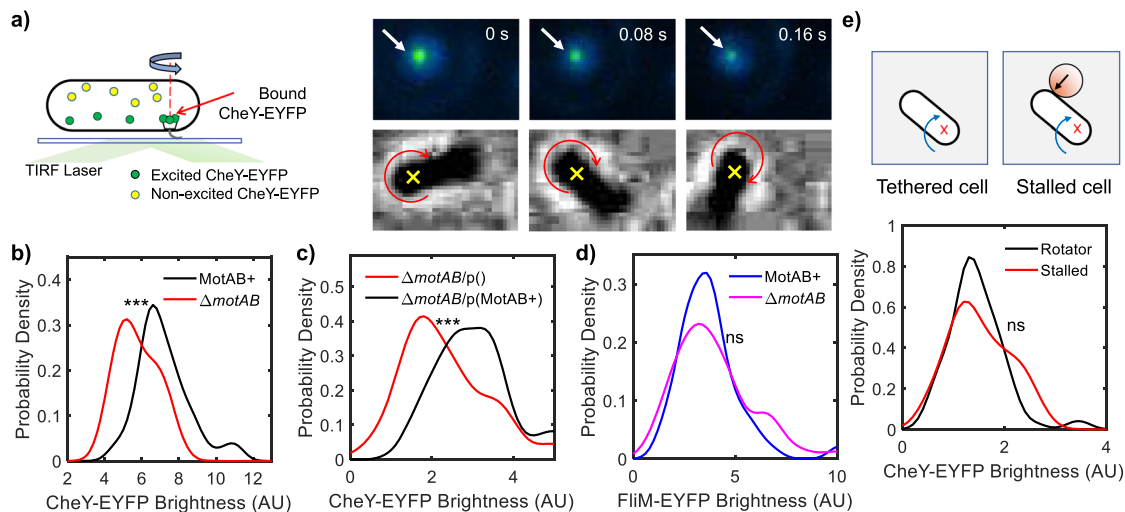 a)
Bound
CheY-EYFP
TIRF Laser
Excited CheY-EYFP
Non-excited CheY-EYFP
0 s
0.08 s
0.16 s
e)
Tethered cell
Stalled cell
b)
0.4
0.3
0.2
0.1
0
2 4 6 8 10 12
Probability Density
CheY-EYFP Brightness (AU)
MotAB+
ΔmotAB
***
c)
0.5
0.4
0.3
0.2
0.1
0
0 2 4
Probability Density
CheY-EYFP Brightness (AU)
ΔmotAB/p()
ΔmotAB/p(MotAB+)
***
d)
0.3
0.2
0.1
0
0 5 10
Probability Density
FliM-EYFP Brightness (AU)
MotAB+
ΔmotAB
ns
1
0.8
0.6
0.4
0.2
0
0 2 4
Probability Density
CheY-EYFP Brightness (AU)
Rotator
Stalled
ns